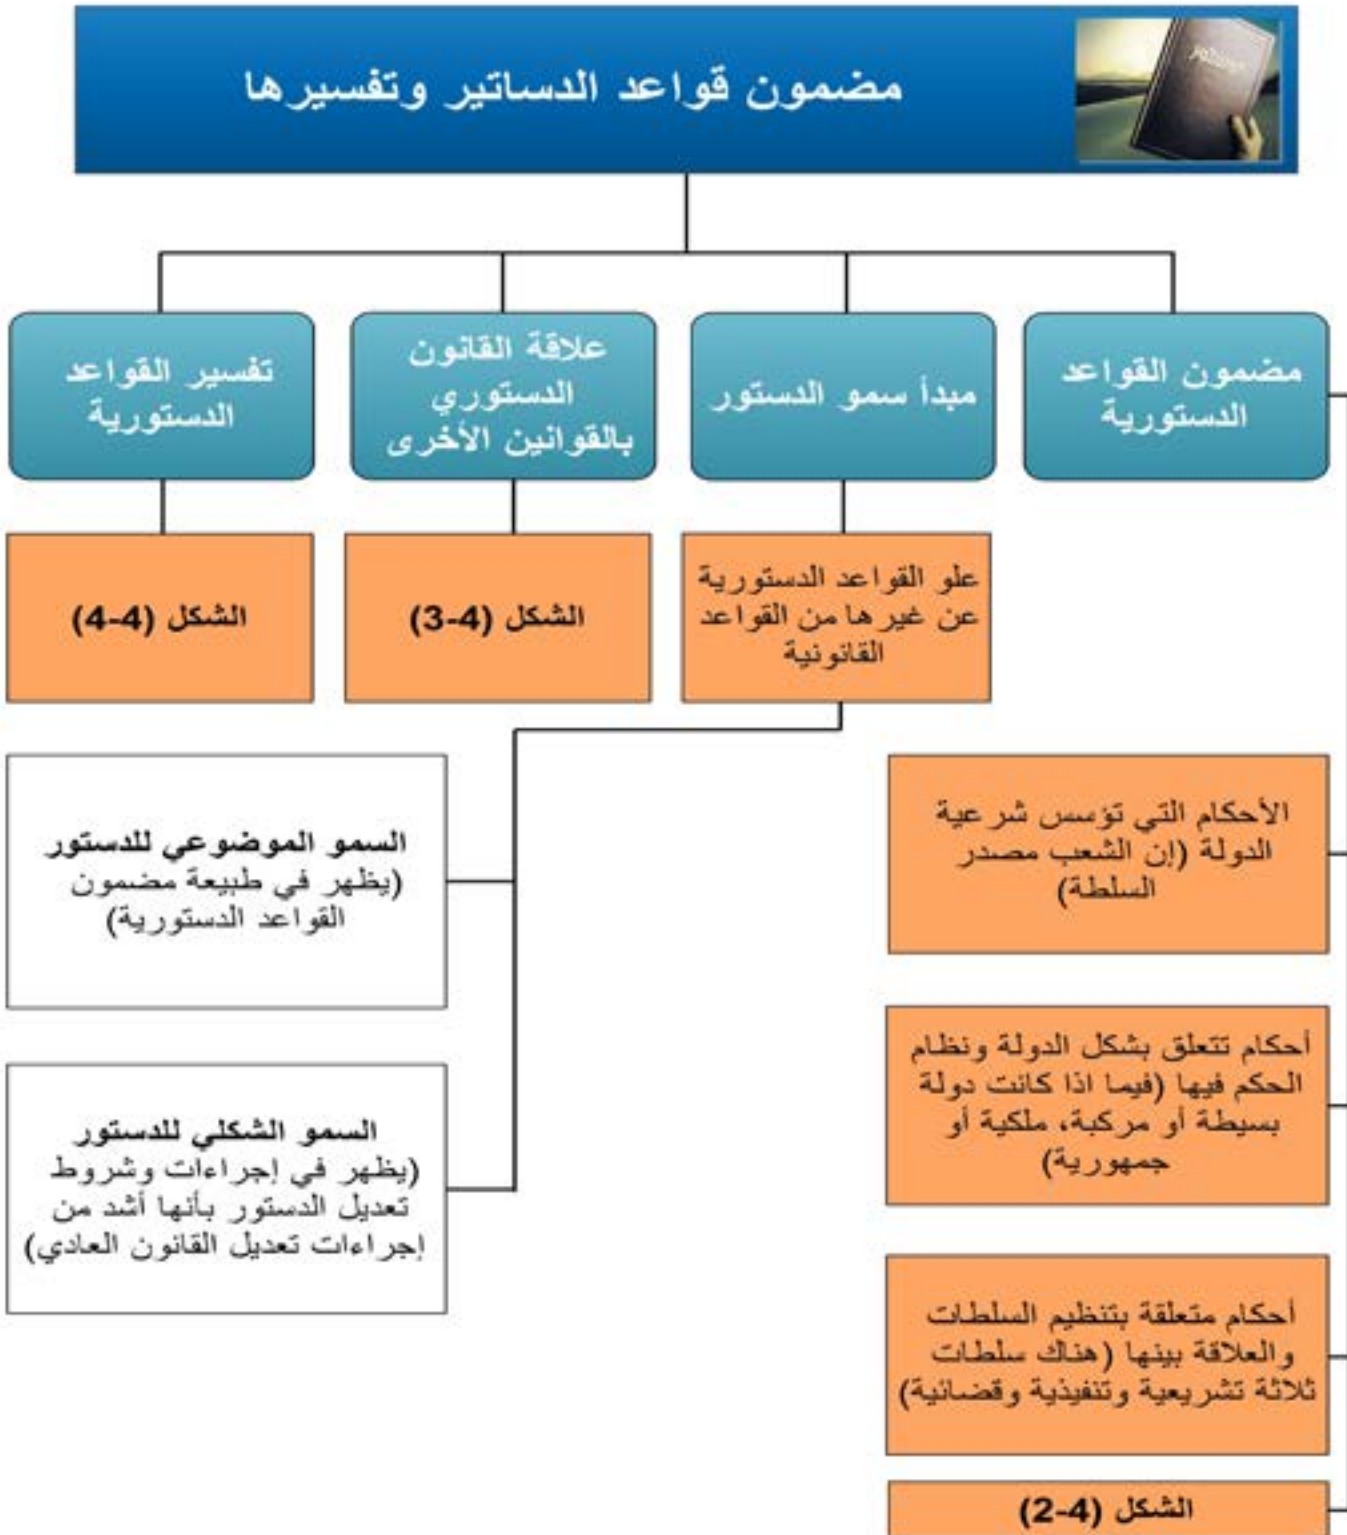 مضمون قواعد الدساتير وتفسيرها
مضمون القواعد
الدستورية
مبدأ سمو الدستور
علاقة القانون
الدستوري
بالقوانين الأخرى
تفسير القواعد
الدستورية
علو القواعد الدستورية
عن غيرها من القواعد
القانونية
الشكل (4-3)
الشكل (4-4)
الأحكام التي تؤسس شرعية
الدولة (إن الشعب مصدر
السلطة)
أحكام تتعلق بشكل الدولة ونظام
الحكم فيها (فيما اذا كانت دولة
بسيطة أو مركبة، ملكية أو
جمهورية)
أحكام متعلقة بتنظيم السلطات
والعلاقة بينها (هناك سلطات
ثلاثة تشريعية وتنفيذية وقضائية)
الشكل (4-2)
السمو الموضوعي للدستور
(يظهر في طبيعة مضمون
القواعد الدستورية)
السمو الشكلي للدستور
(يظهر في إجراءات وشروط
تعديل الدستور بأنها أشد من
إجراءات تعديل القانون العادي)